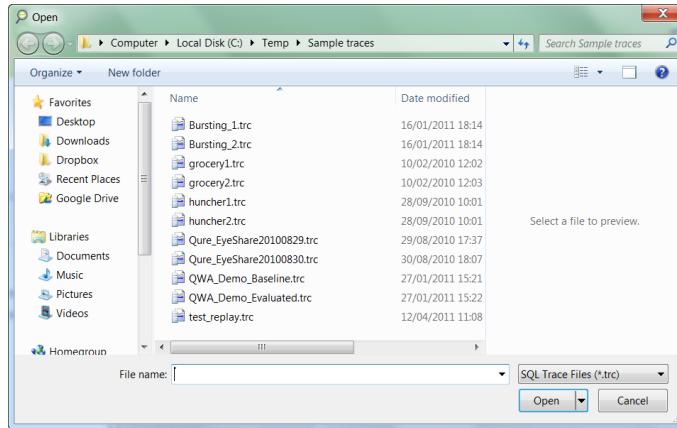 Open
Computer Local Disk (C:) Temp Sample traces
Search Sample traces
Organize New folder
Favorites
Desktop
Downloads
Dropbox
Recent Places
Google Drive
Libraries
Documents
Music
Pictures
Videos
Homegroup
Name Date modified
Bursting_1.trc 16/01/2011 18:14
Bursting_2.trc 16/01/2011 18:14
grocery1.trc 10/02/2010 12:02
grocery2.trc 10/02/2010 12:03
huncher1.trc 28/09/2010 10:01
huncher2.trc 28/09/2010 10:01
Qure_EyeShare20100829.trc 29/08/2010 17:37
Qure_EyeShare20100830.trc 30/08/2010 18:07
QWA_Demo_Baseline.trc 27/01/2011 15:21
QWA_Demo_Evaluated.trc 27/01/2011 15:22
test_replay.trc 12/04/2011 11:08
Select a file to preview.
File name:
SQL Trace Files (*.trc)
Open Cancel